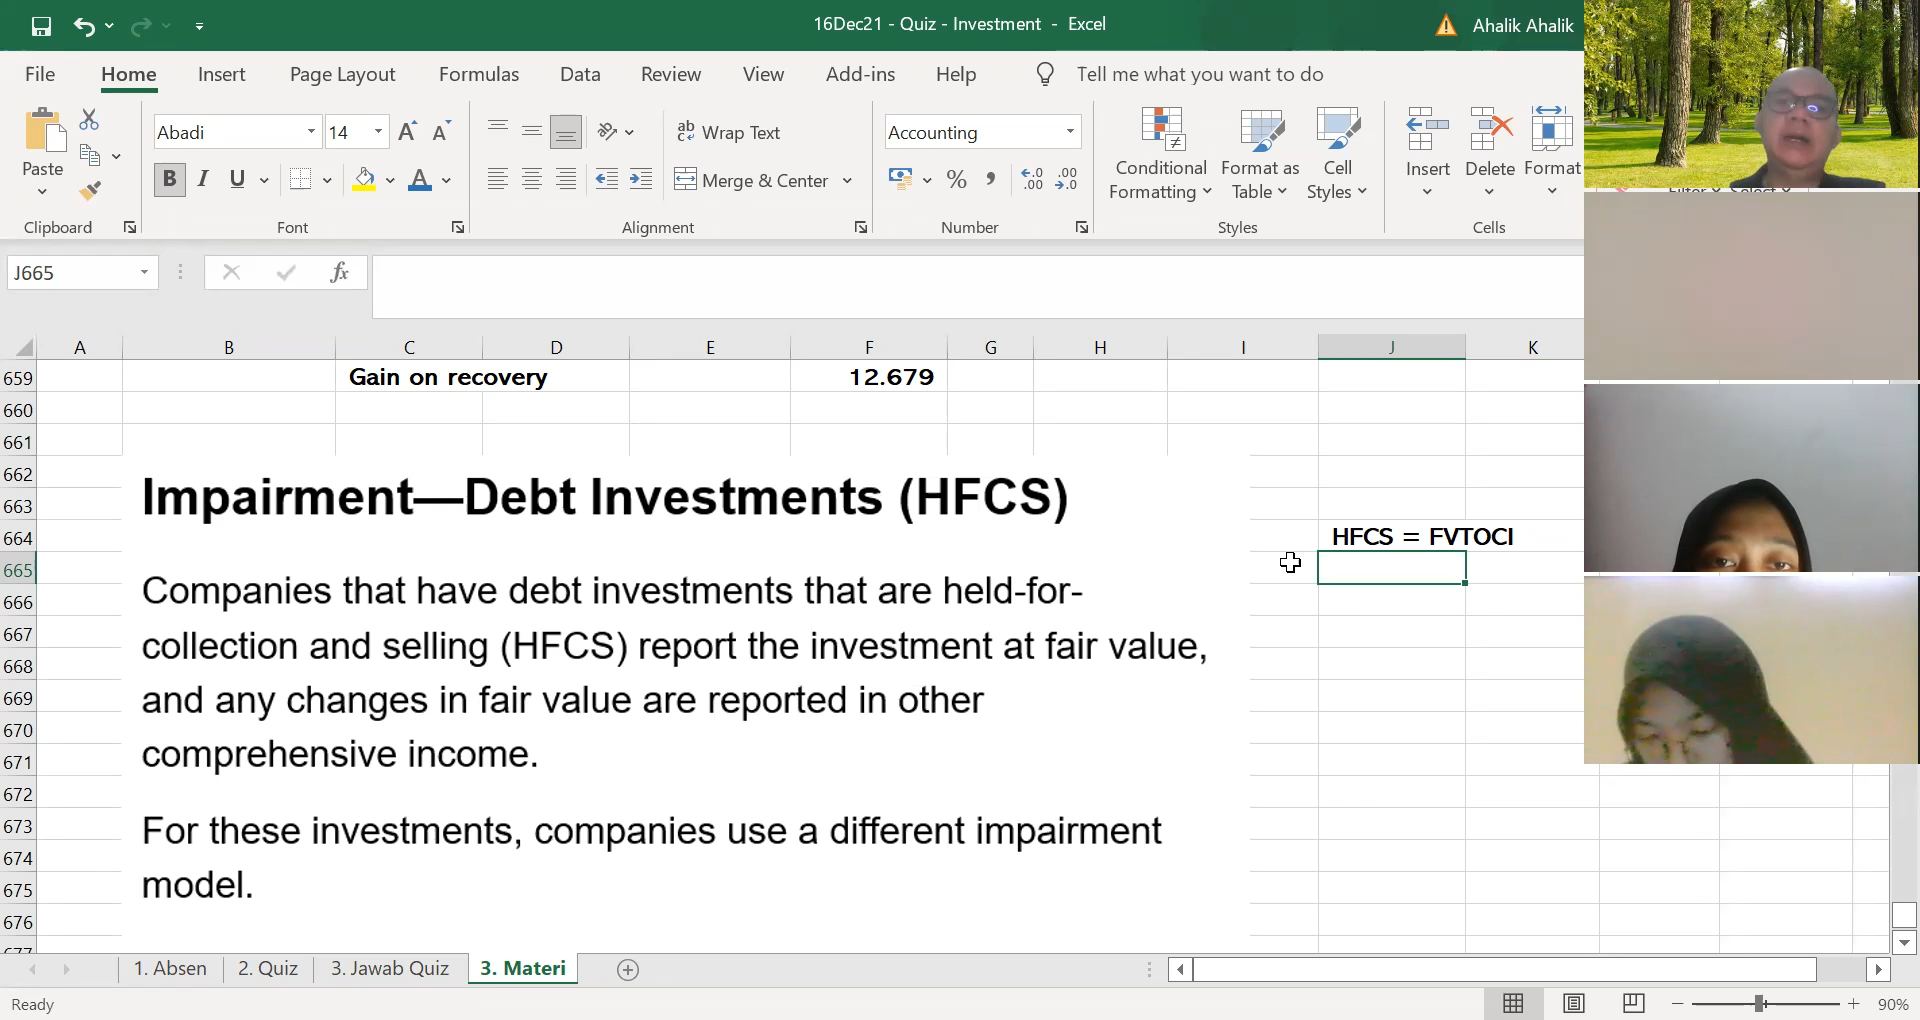 16Dec21 - Quiz - Investment - Excel
Ahalik Ahalik
File Home Insert Page Layout Formulas Data Review View Add-ins Help Tell me what you want to do
Paste
Clipboard
Abadi 14
B I U
Font
ab Wrap Text
Merge & Center
Alignment
Accounting
% ,
Number
Conditional Formatting
Format as Table
Cell Styles
Styles
Insert Delete Format
Cells
J665
fx
A B C D E F G H I J K
659 Gain on recovery 12.679
660
661
662
663 Impairment—Debt Investments (HFCS)
664 HFCS = FVTOCI
665
666 Companies that have debt investments that are held-for-
667 collection and selling (HFCS) report the investment at fair value,
668
669 and any changes in fair value are reported in other
670
671 comprehensive income.
672
673 For these investments, companies use a different impairment
674
675 model.
676
1. Absen 2. Quiz 3. Jawab Quiz 3. Materi
Ready
90%